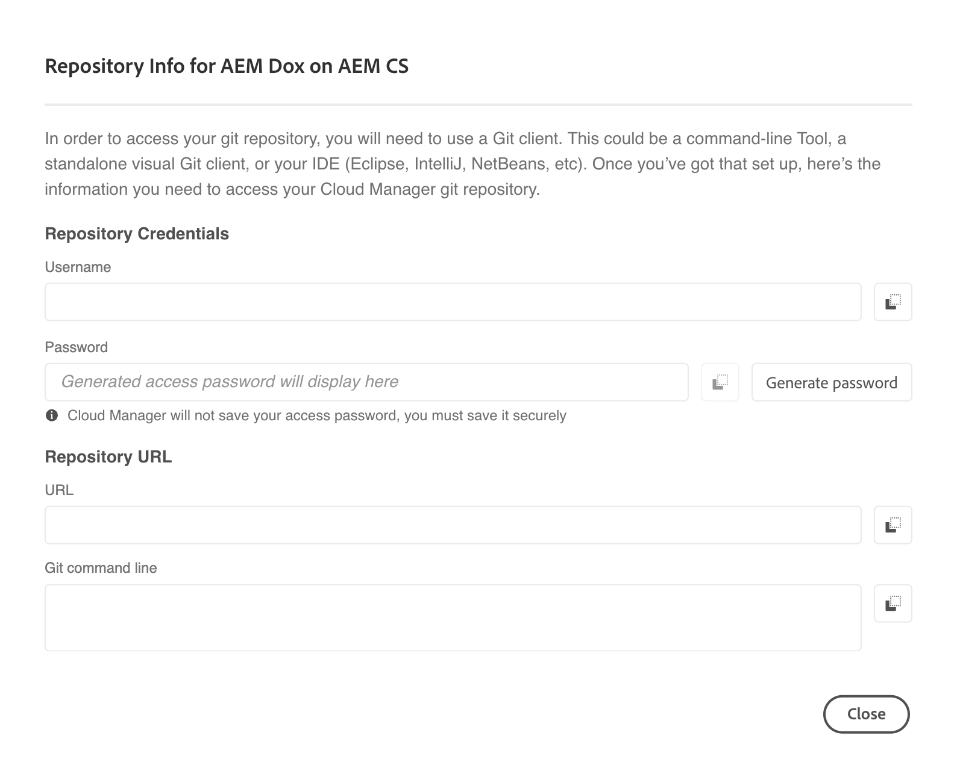 Repository Info for AEM Dox on AEM CS
In order to access your git repository, you will need to use a Git client. This could be a command-line Tool, a
standalone visual Git client, or your IDE (Eclipse, IntelliJ, NetBeans, etc). Once you’ve got that set up, here’s the
information you need to access your Cloud Manager git repository.
Repository Credentials
Username
Password
Generated access password will display here
Generate password
Cloud Manager will not save your access password, you must save it securely
Repository URL
URL
Git command line
Close